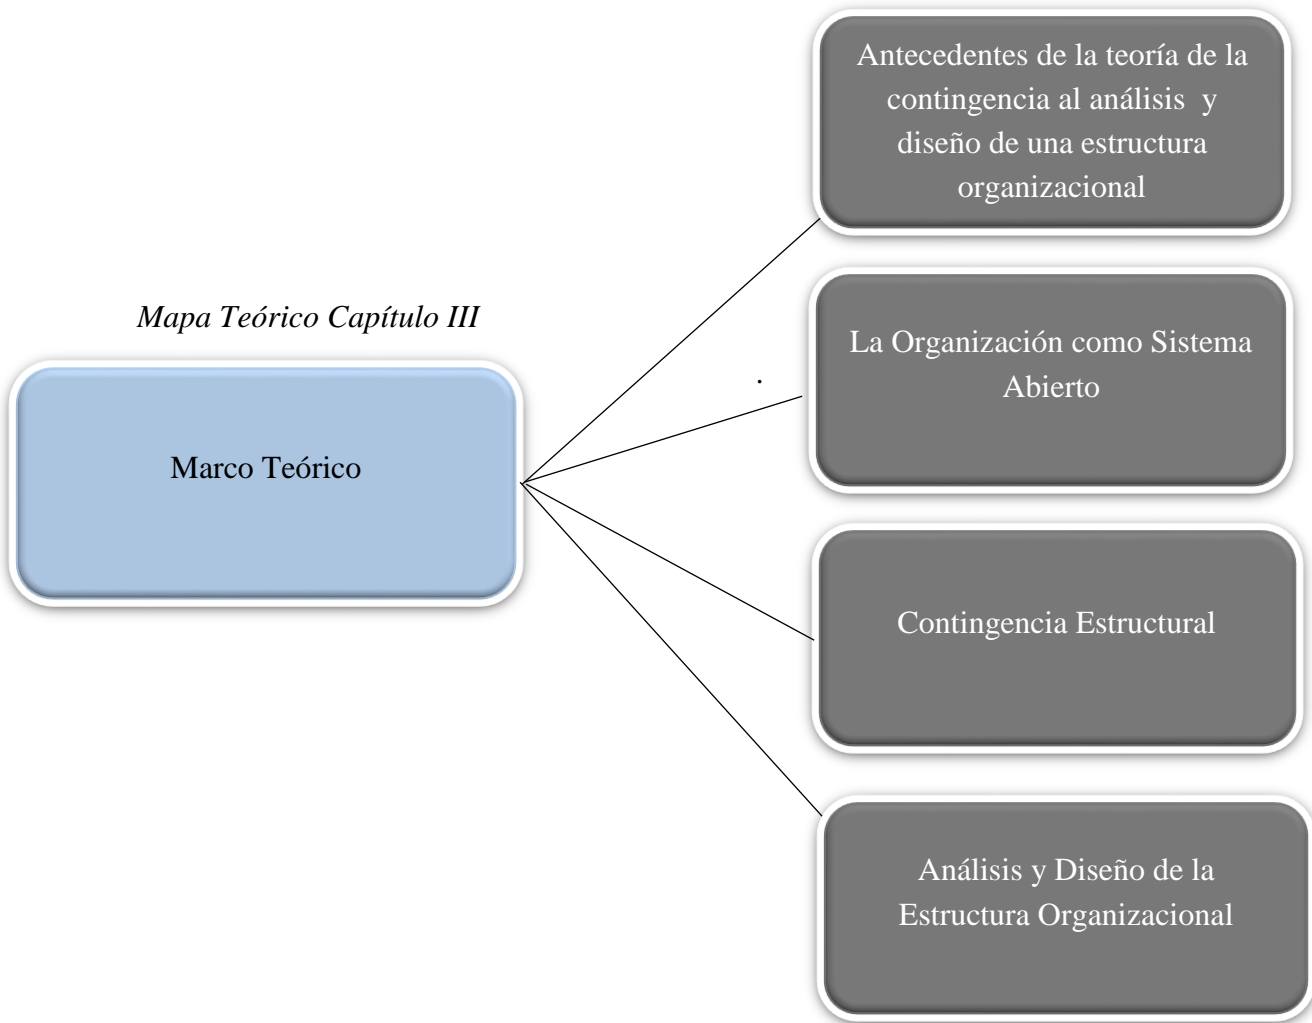 Mapa Teórico Capítulo III
Marco Teórico
Antecedentes de la teoría de la
contingencia al análisis y
diseño de una estructura
organizacional
La Organización como Sistema
Abierto
.
Contingencia Estructural
Análisis y Diseño de la
Estructura Organizacional